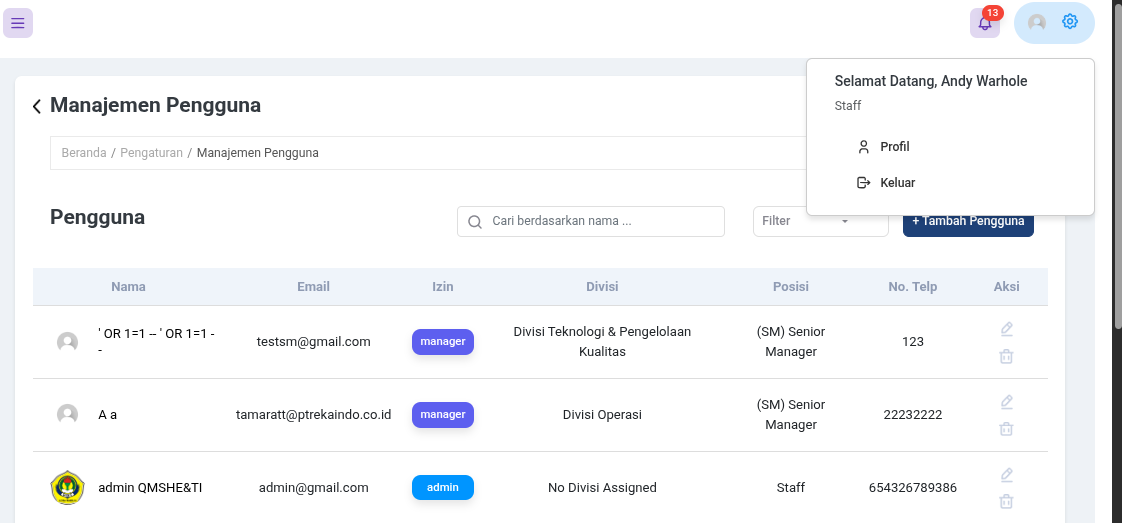 13
Selamat Datang, Andy Warhole
Staff
Profil
Keluar
Manajemen Pengguna
Beranda / Pengaturan / Manajemen Pengguna
Pengguna
Cari berdasarkan nama ...
Filter
+ Tambah Pengguna
Nama Email Izin Divisi Posisi No. Telp Aksi
' OR 1=1 -- ' OR 1=1 -
-
testsm@gmail.com
manager
Divisi Teknologi & Pengelolaan
Kualitas
(SM) Senior
Manager
123
A a
tamaratt@ptrekaindo.co.id
manager
Divisi Operasi
(SM) Senior
Manager
22232222
admin QMSHE&TI
admin@gmail.com
admin
No Divisi Assigned
Staff
654326789386